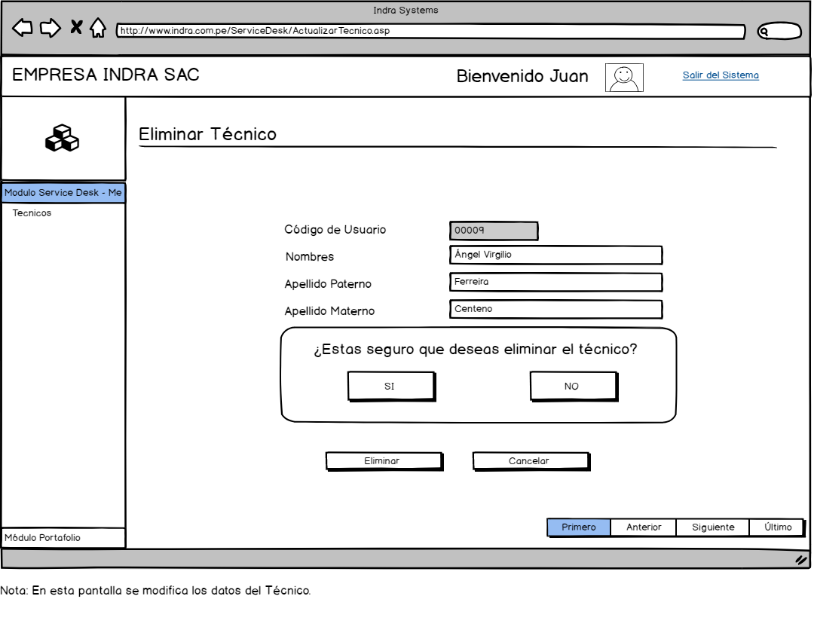 Indra Systems
http://www.indra.com.pe/ServiceDesk/ActualizarTecnico.asp
EMPRESA INDRA SAC
Bienvenido Juan
Salir del Sistema
Eliminar Técnico
Modulo Service Desk - Me
Tecnicos
Código de Usuario
00009
Nombres
Ángel Virgilio
Apellido Paterno
Ferreira
Apellido Materno
Centeno
¿Estas seguro que deseas eliminar el técnico?
SI
NO
Eliminar
Cancelar
Primero
Anterior
Siguiente
Último
Módulo Portafolio
Nota: En esta pantalla se modifica los datos del Técnico.